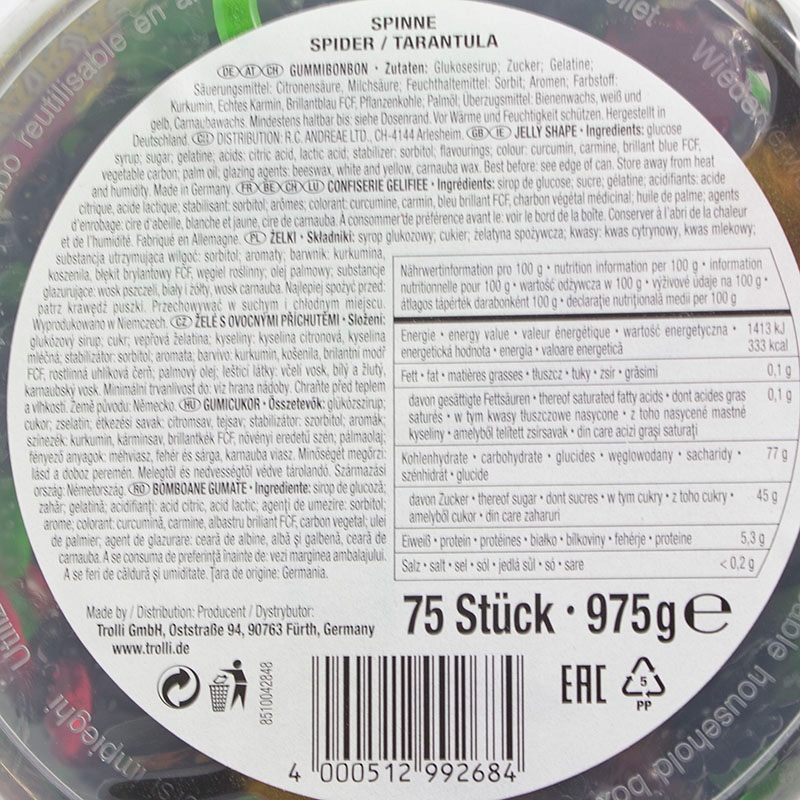 SPINNE
SPIDER / TARANTULA
DE AT CH GUMMIBONBON • Zutaten: Glukosesirup; Zucker; Gelatine;
Säuerungsmittel: Citronensäure, Milchsäure; Feuchthaltemittel: Sorbit; Aromen; Farbstoff:
Kurkumin, Echtes Karmin, Brillantblau FCF, Pflanzenkohle; Palmöl; Überzugsmittel: Bienenwachs, weiß und
gelb, Carnaubawachs. Mindestens haltbar bis: siehe Dosenrand. Vor Wärme und Feuchtigkeit schützen. Hergestellt in
Deutschland. CH DISTRIBUTION: R.C. ANDREAE LTD., CH-4144 Arlesheim. GB IE JELLY SHAPE • Ingredients: glucose
syrup; sugar; gelatine; acids: citric acid, lactic acid; stabilizer: sorbitol; flavourings; colour: curcumin, carmine, brilliant blue FCF,
vegetable carbon; palm oil; glazing agents: beeswax, white and yellow, carnauba wax. Best before: see edge of can. Store away from heat
and humidity. Made in Germany. FR BE CH LU CONFISERIE GELIFIEE • Ingrédients: sirop de glucose; sucre; gélatine; acidifiants: acide
citrique, acide lactique; stabilisant: sorbitol; arômes; colorant: curcumine, carmin, bleu brillant FCF, charbon végétal médicinal; huile de palme; agents
d'enrobage: cire d'abeille, blanche et jaune, cire de carnauba. A consommer de préférence avant le: voir le bord de la boîte. Conserver à l'abri de la chaleur
et de l'humidité. Fabriqué en Allemagne. PL ŻELKI • Składniki: syrop glukozowy; cukier; żelatyna spożywcza; kwasy: kwas cytrynowy, kwas mlekowy;
substancja utrzymująca wilgoć: sorbitol; aromaty; barwnik: kurkumina,
koszenila, błękit brylantowy FCF, węgiel roślinny; olej palmowy; substancje
glazurujące: wosk pszczeli, biały i żółty, wosk carnauba. Najlepiej spożyć przed:
patrz krawędź puszki. Przechowywać w suchym i chłodnym miejscu.
Wyprodukowano w Niemczech. CZ ŽELÉ S OVOCNÝMI PŘÍCHUTĚMI • Složení:
glukózový sirup; cukr; vepřová želatina; kyseliny: kyselina citronová, kyselina
mléčná; stabilizátor: sorbitol; aromata; barvivo: kurkumin, košenila, brilantní modř
FCF, rostlinná uhlíková čerň; palmový olej; lešticí látky: včelí vosk, bílý a žlutý,
karnaubský vosk. Minimální trvanlivost do: viz hrana nádoby. Chraňte před teplem
a vlhkostí. Země původu: Německo. HU GUMICUKOR • Összetevők: glükózszirup;
cukor; zselatin; étkezési savak: citromsav, tejsav; stabilizátor: szorbitol; aromák;
színezék: kurkumin, kárminsav, brillantkék FCF, növényi eredetű szén; pálmaolaj;
fényező anyagok: méhviasz, fehér és sárga, karnauba viasz. Minőségét megőrzi:
lásd a doboz peremén. Melegtől és nedvességtől védve tárolandó. Származási
ország: Németország. RO BOMBOANE GUMATE • Ingrediente: sirop de glucoză;
zahăr; gelatină; acidifianţi: acid citric, acid lactic; agenţi de umezire: sorbitol;
arome; colorant: curcumină, carmine, albastru briliant FCF, carbon vegetal; ulei
de palmier; agent de glazurare: ceară de albine, albă şi galbenă, ceară de
carnauba. A se consuma de preferinţă înainte de: vezi marginea ambalajului.
A se feri de căldură şi umiditate. Ţara de origine: Germania.
Nährwertinformation pro 100 g • nutrition information per 100 g • information
nutritionnelle pour 100 g • wartość odżywcza w 100 g • výživové údaje na 100 g •
átlagos tápérték darabonként 100 g • declaraţie nutriţională medii per 100 g
Energie • energy value • valeur énergétique • wartość energetyczna • 1413 kJ
energetická hodnota • energia • valoare energetică 333 kcal
Fett • fat • matières grasses • tłuszcz • tuky • zsír • grăsimi 0,1 g
davon gesättigte Fettsäuren • thereof saturated fatty acids • dont acides gras 0,1 g
saturés • w tym kwasy tłuszczowe nasycone • z toho nasycené mastné
kyseliny • amelyből telített zsírsavak • din care acizi graşi saturaţi
Kohlenhydrate • carbohydrate • glucides • węglowodany • sacharidy • 77 g
szénhidrát • glucide
davon Zucker • thereof sugar • dont sucres • w tym cukry • z toho cukry • 45 g
amelyből cukor • din care zaharuri
Eiweiß • protein • protéines • białko • bílkoviny • fehérje • proteine 5,3 g
Salz • salt • sel • sól • jedlá sůl • só • sare < 0,2 g
75 Stück • 975g e
Made by / Distribution: Producent / Dystrybutor:
Trolli GmbH, Oststraße 94, 90763 Fürth, Germany
www.trolli.de
8510042848
EAC
5
PP
4 000512 992684
reutilisable en
Wieder
household bo
impieghi